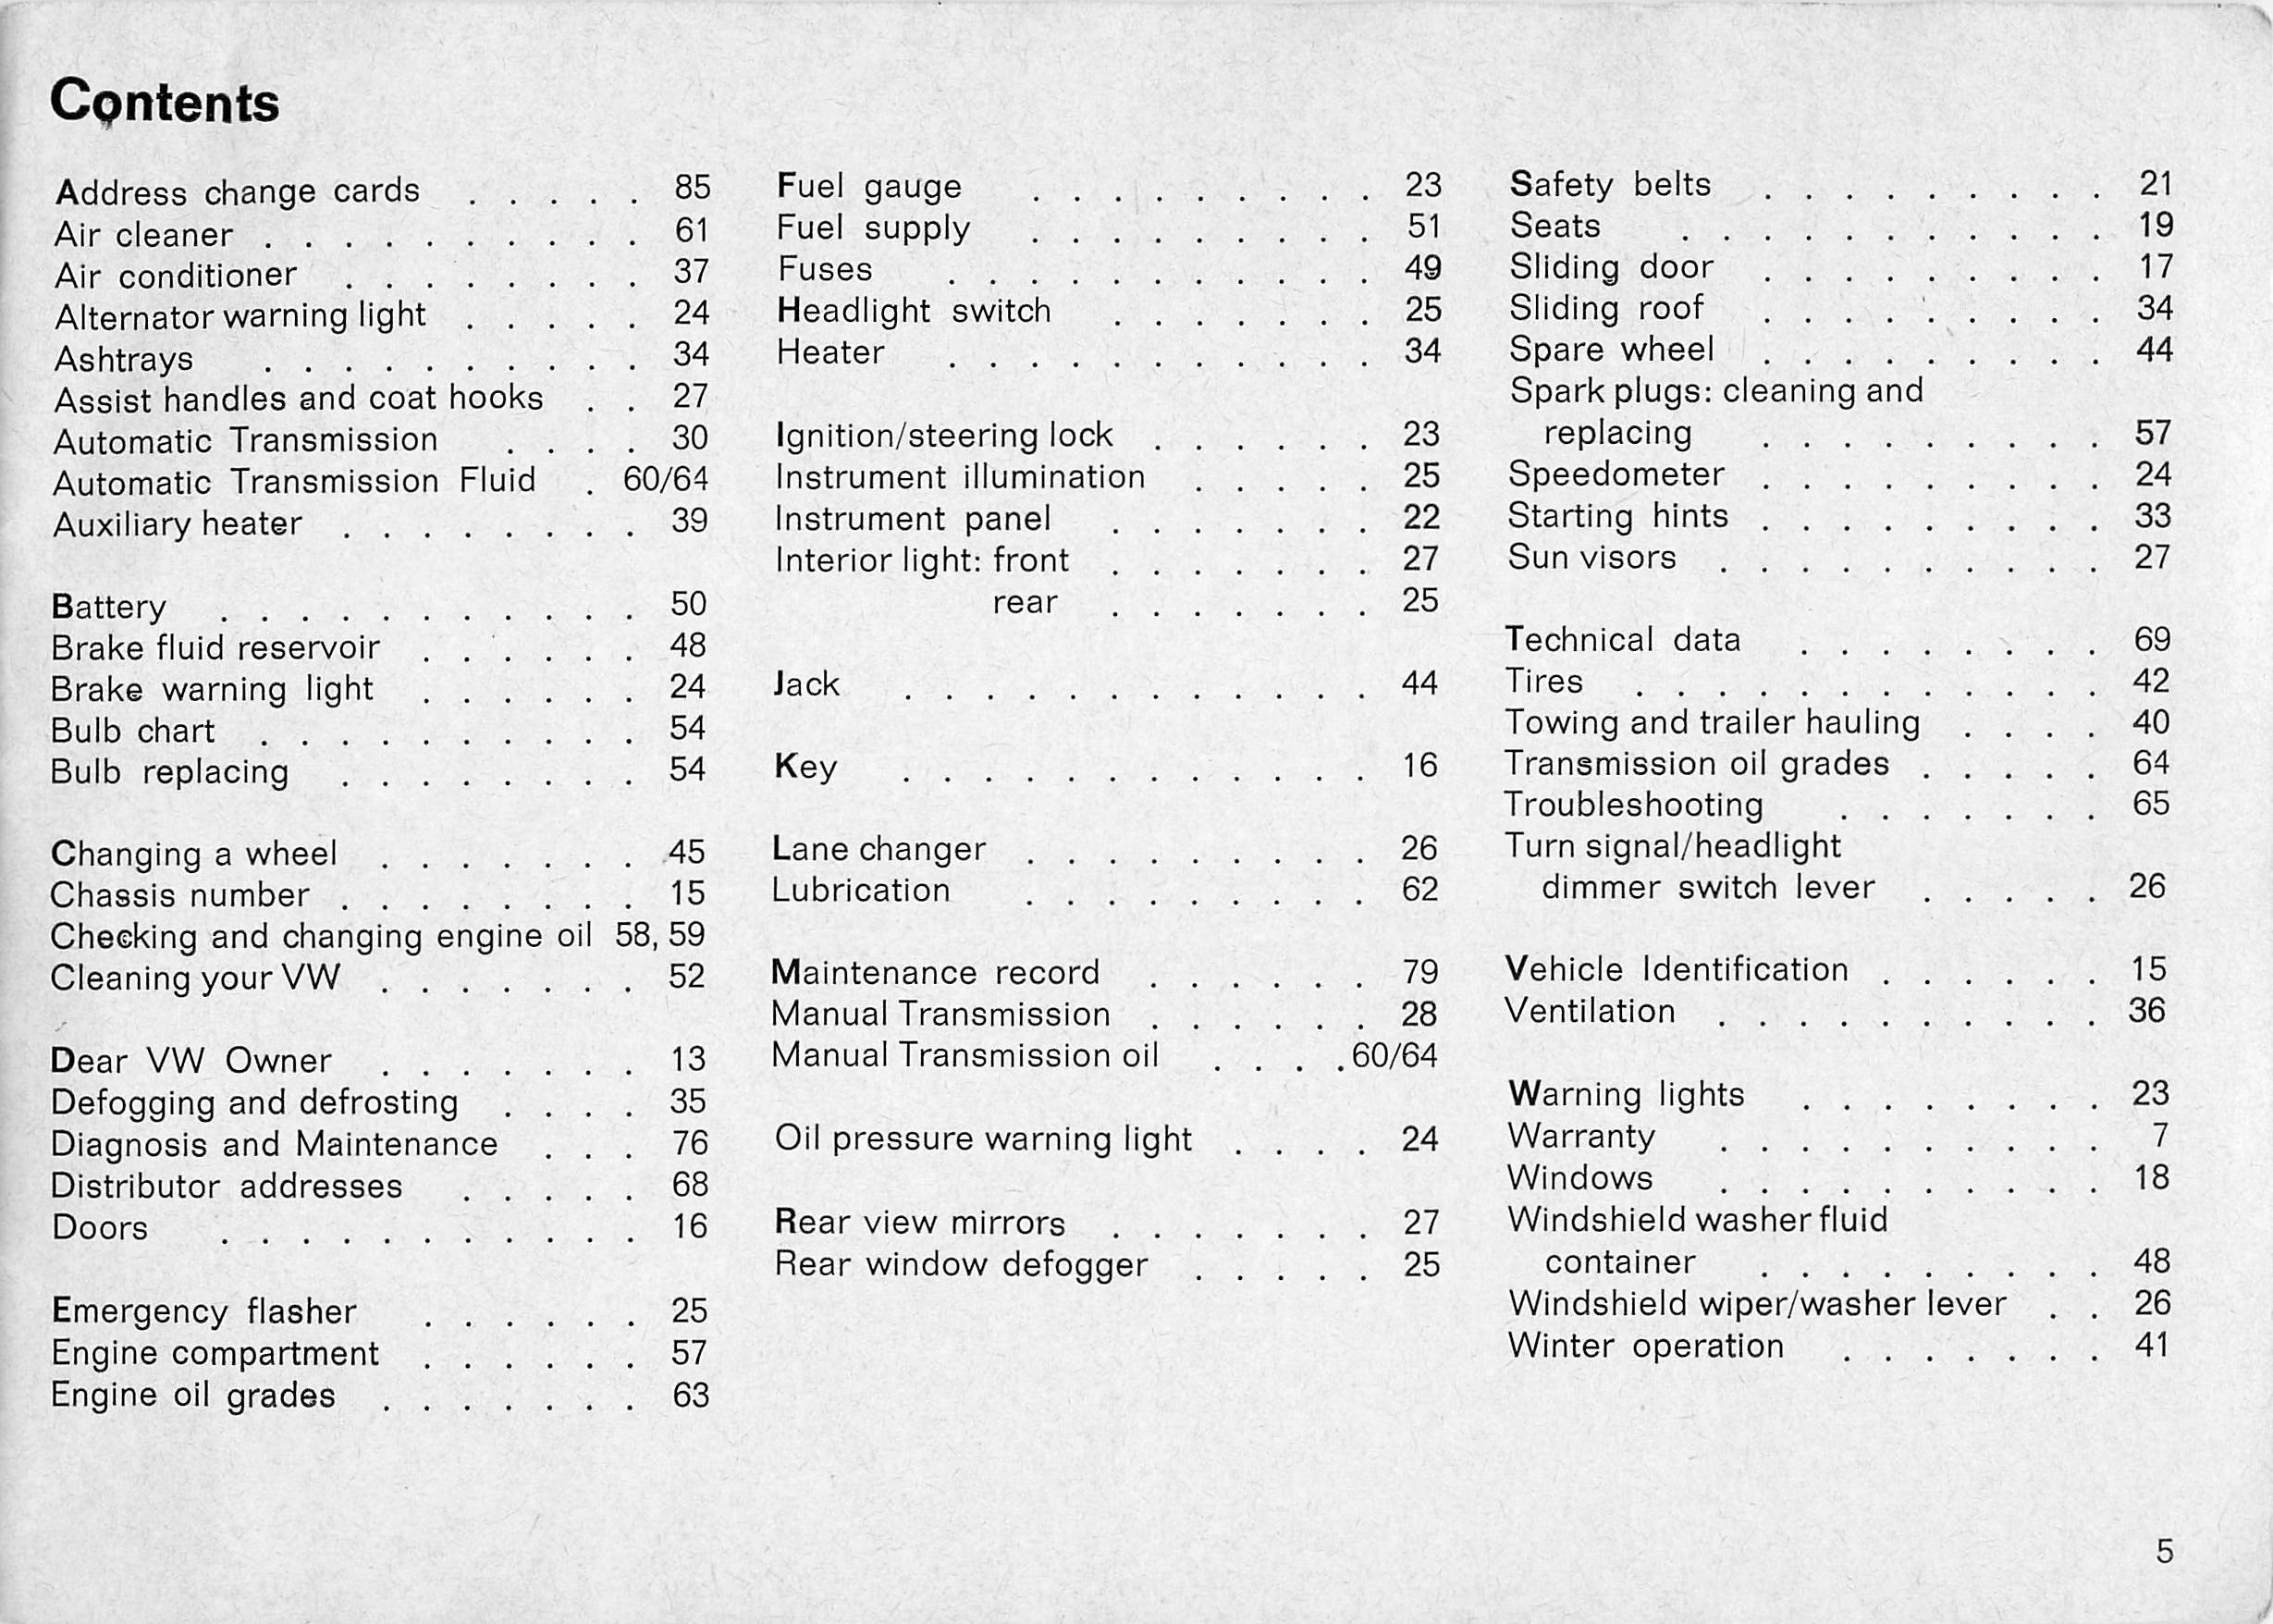 Contents
Address change cards . . . . . 85
Air cleaner . . . . . . . . . . 61
Air conditioner . . . . . . . . 37
Alternator warning light . . . . . 24
Ashtrays . . . . . . . . . . 34
Assist handles and coat hooks . . 27
Automatic Transmission . . . . 30
Automatic Transmission Fluid . 60/64
Auxiliary heater . . . . . . . . 39
Battery . . . . . . . . . . . 50
Brake fluid reservoir . . . . . . 48
Brake warning light . . . . . . 24
Bulb chart . . . . . . . . . . 54
Bulb replacing . . . . . . . . 54
Changing a wheel . . . . . . . 45
Chassis number . . . . . . . . 15
Checking and changing engine oil 58, 59
Cleaning your VW . . . . . . . 52
Dear VW Owner . . . . . . . 13
Defogging and defrosting . . . . 35
Diagnosis and Maintenance . . . 76
Distributor addresses . . . . . 68
Doors . . . . . . . . . . . 16
Emergency flasher . . . . . . 25
Engine compartment . . . . . . 57
Engine oil grades . . . . . . . 63
Fuel gauge . . . . . . . . . 23
Fuel supply . . . . . . . . . 51
Fuses . . . . . . . . . . . 49
Headlight switch . . . . . . . 25
Heater . . . . . . . . . . . 34
Ignition/steering lock . . . . . . 23
Instrument illumination . . . . . 25
Instrument panel . . . . . . . 22
Interior light: front . . . . . . . 27
rear . . . . . . . 25
Jack . . . . . . . . . . . . 44
Key . . . . . . . . . . . . 16
Lane changer . . . . . . . . . 26
Lubrication . . . . . . . . . 62
Maintenance record . . . . . . 79
Manual Transmission . . . . . . 28
Manual Transmission oil . . . . 60/64
Oil pressure warning light . . . . 24
Rear view mirrors . . . . . . . 27
Rear window defogger . . . . . 25
Safety belts . . . . . . . . . 21
Seats . . . . . . . . . . . 19
Sliding door . . . . . . . . . 17
Sliding roof . . . . . . . . . 34
Spare wheel . . . . . . . . . 44
Spark plugs: cleaning and
replacing . . . . . . . . . 57
Speedometer . . . . . . . . . 24
Starting hints . . . . . . . . . 33
Sun visors . . . . . . . . . . 27
Technical data . . . . . . . . 69
Tires . . . . . . . . . . . . 42
Towing and trailer hauling . . . . 40
Transmission oil grades . . . . . 64
Troubleshooting . . . . . . . 65
Turn signal/headlight
dimmer switch lever . . . . . 26
Vehicle Identification . . . . . . 15
Ventilation . . . . . . . . . . 36
Warning lights . . . . . . . . 23
Warranty . . . . . . . . . . 7
Windows . . . . . . . . . . 18
Windshield washer fluid
container . . . . . . . . . 48
Windshield wiper/washer lever . . 26
Winter operation . . . . . . . 41
5